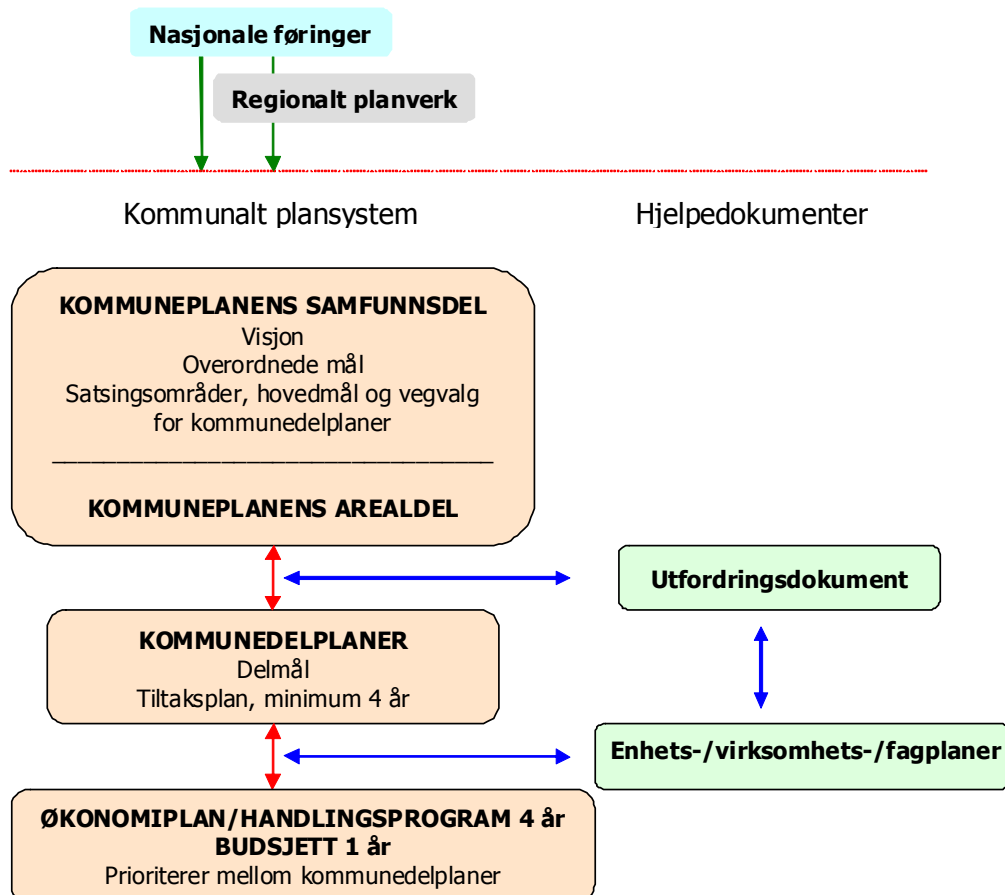 Nasjonale føringer
Regionalt planverk
Kommunalt plansystem
Hjelpedokumenter
KOMMUNEPLANENS SAMFUNNSDEL
Visjon
Overordnede mål
Satsingsområder, hovedmål og vegvalg
for kommunedelplaner
KOMMUNEPLANENS AREALDEL
Utfordringsdokument
KOMMUNEDELPLANER
Delmål
Tiltaksplan, minimum 4 år
Enhets-/virksomhets-/fagplaner
ØKONOMIPLAN/HANDLINGSPROGRAM 4 år
BUDSJETT 1 år
Prioriterer mellom kommunedelplaner